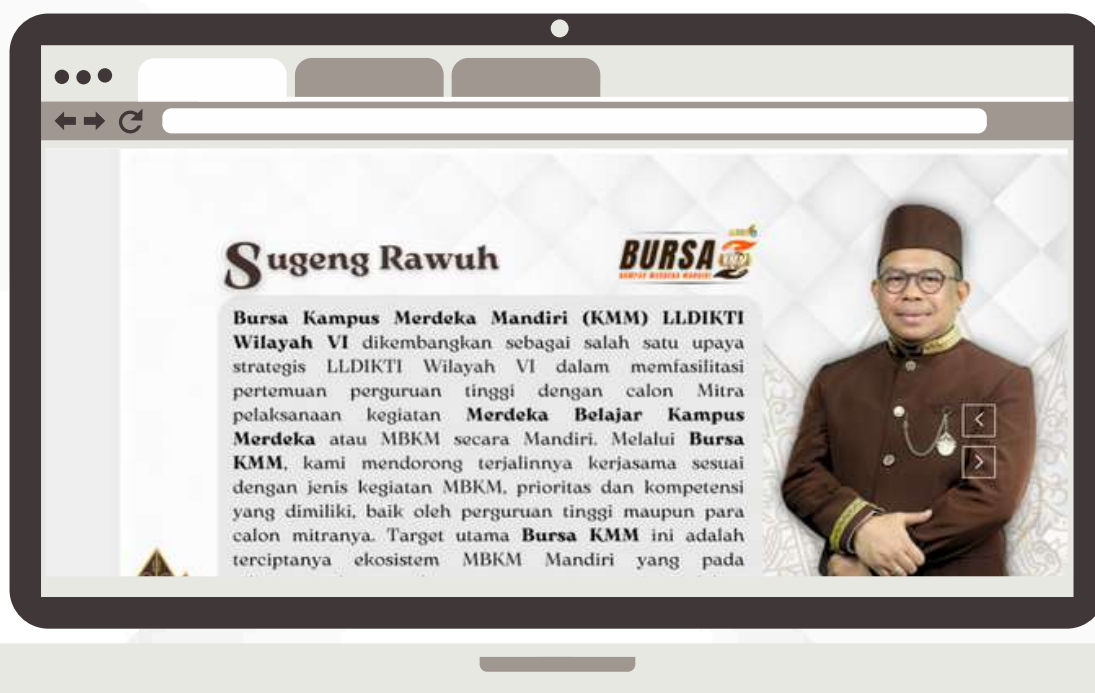 Sugeng Rawuh
BURSA
KAMPUS MERDEKA MANDIRI
Bursa Kampus Merdeka Mandiri (KMM) LLDIKTI
Wilayah VI dikembangkan sebagai salah satu upaya
strategis LLDIKTI Wilayah VI dalam memfasilitasi
pertemuan perguruan tinggi dengan calon Mitra
pelaksanaan kegiatan Merdeka Belajar Kampus
Merdeka atau MBKM secara Mandiri. Melalui Bursa
KMM, kami mendorong terjalinnya kerjasama sesuai
dengan jenis kegiatan MBKM, prioritas dan kompetensi
yang dimiliki, baik oleh perguruan tinggi maupun para
calon mitranya. Target utama Bursa KMM ini adalah
terciptanya ekosistem MBKM Mandiri yang pada